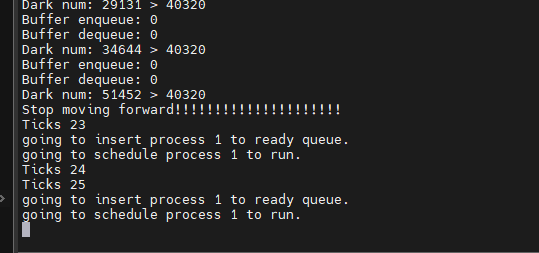 Dark num: 29131 > 40320
Buffer enqueue: 0
Buffer dequeue: 0
Dark num: 34644 > 40320
Buffer enqueue: 0
Buffer dequeue: 0
Dark num: 51452 > 40320
Stop moving forward!!!!!!!!!!!!!!!!!!!!!
Ticks 23
going to insert process 1 to ready queue.
going to schedule process 1 to run.
Ticks 24
Ticks 25
going to insert process 1 to ready queue.
going to schedule process 1 to run.